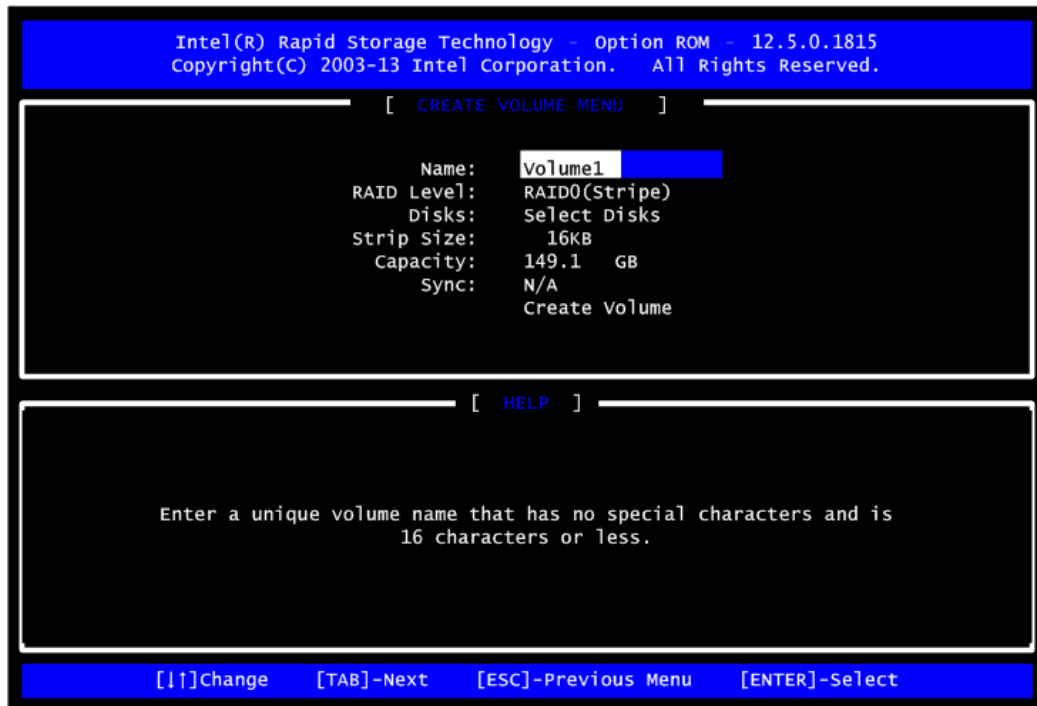 Intel(R) Rapid Storage Technology - Option ROM - 12.5.0.1815
Copyright(C) 2003-13 Intel Corporation. All Rights Reserved.
[ CREATE VOLUME MENU ]
Name: Volume1
RAID Level: RAID0(Stripe)
Disks: Select Disks
Strip Size: 16KB
Capacity: 149.1 GB
Sync: N/A
Create Volume
[ HELP ]
Enter a unique volume name that has no special characters and is
16 characters or less.
[↓↑]Change [TAB]-Next [ESC]-Previous Menu [ENTER]-Select